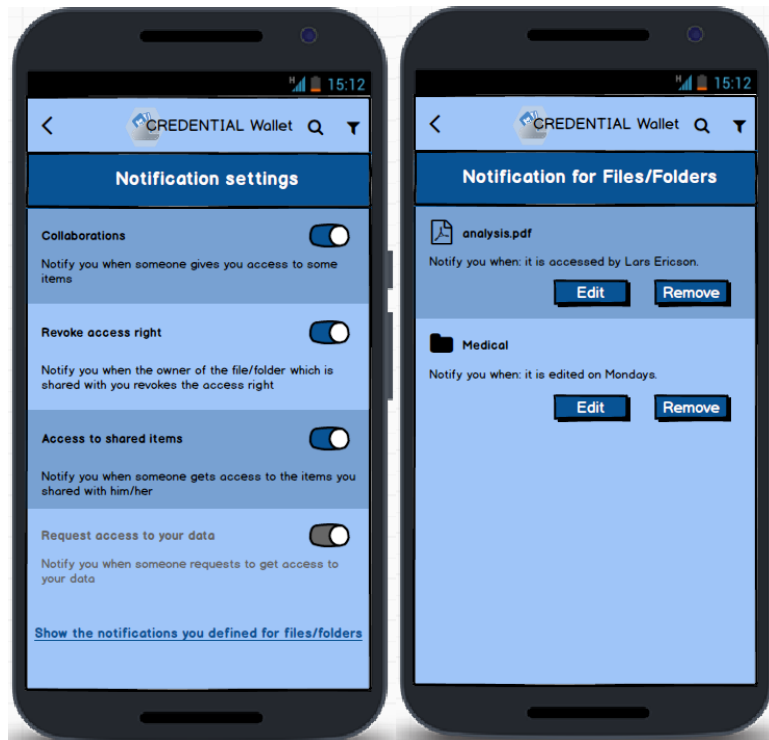 H 15:12
CREDENTIAL Wallet
Notification settings
Collaborations
Notify you when someone gives you access to some
items
Revoke access right
Notify you when the owner of the file/folder which is
shared with you revokes the access right
Access to shared items
Notify you when someone gets access to the items you
shared with him/her
Request access to your data
Notify you when someone requests to get access to
your data
Show the notifications you defined for files/folders
H 15:12
CREDENTIAL Wallet
Notification for Files/Folders
analysis.pdf
Notify you when: it is accessed by Lars Ericson.
Edit Remove
Medical
Notify you when: it is edited on Mondays.
Edit Remove